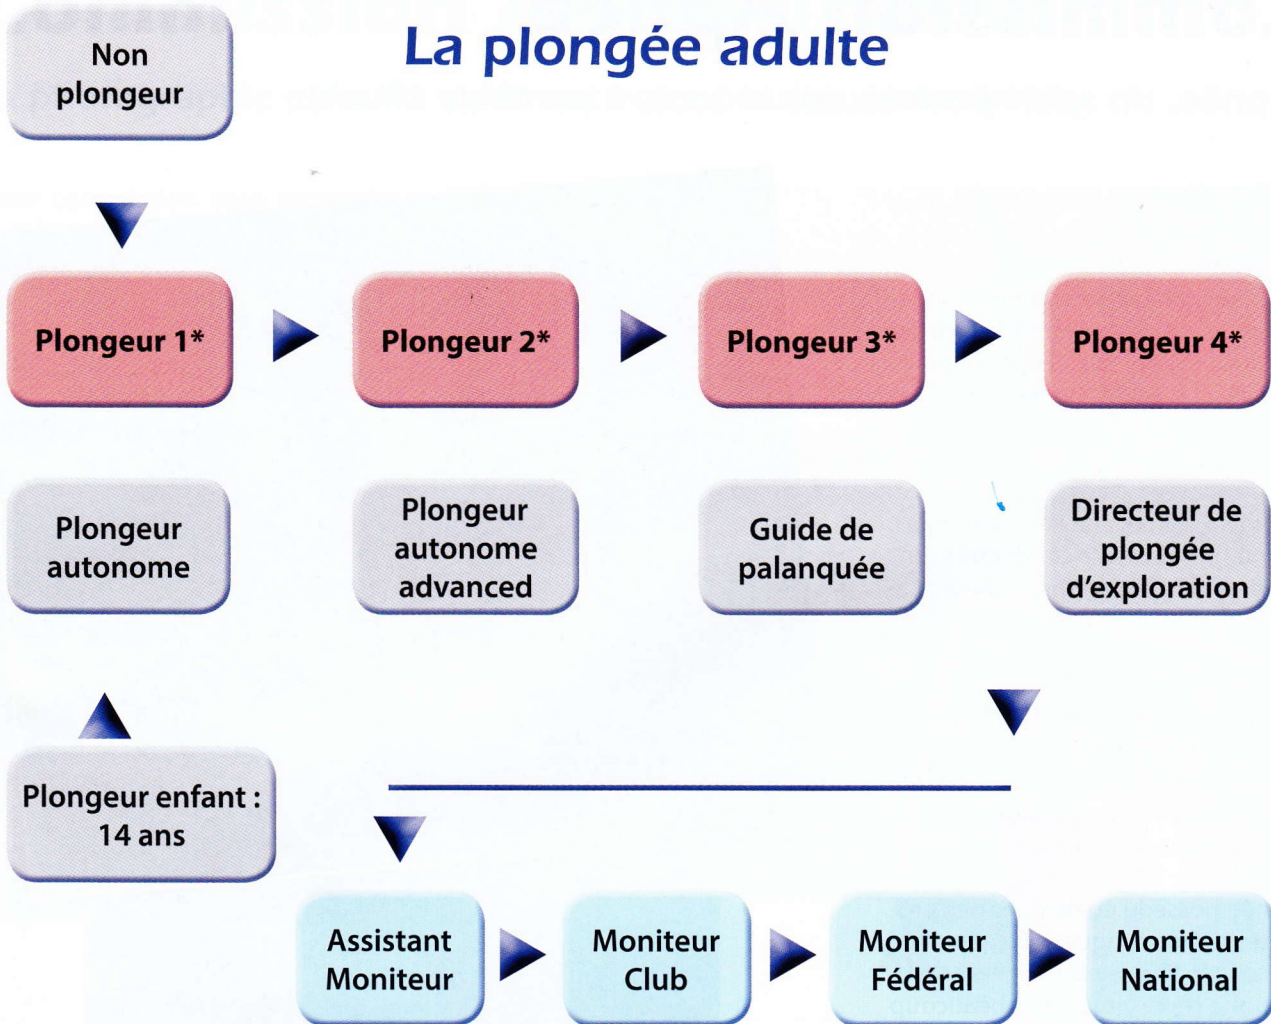 La plongée adulte
Non
plongeur
Plongeur 1*
Plongeur 2*
Plongeur 3*
Plongeur 4*
Plongeur
autonome
Plongeur
autonome
advanced
Guide de
palanquée
Directeur de
plongée
d'exploration
Plongeur enfant :
14 ans
Assistant
Moniteur
Moniteur
Club
Moniteur
Fédéral
Moniteur
National